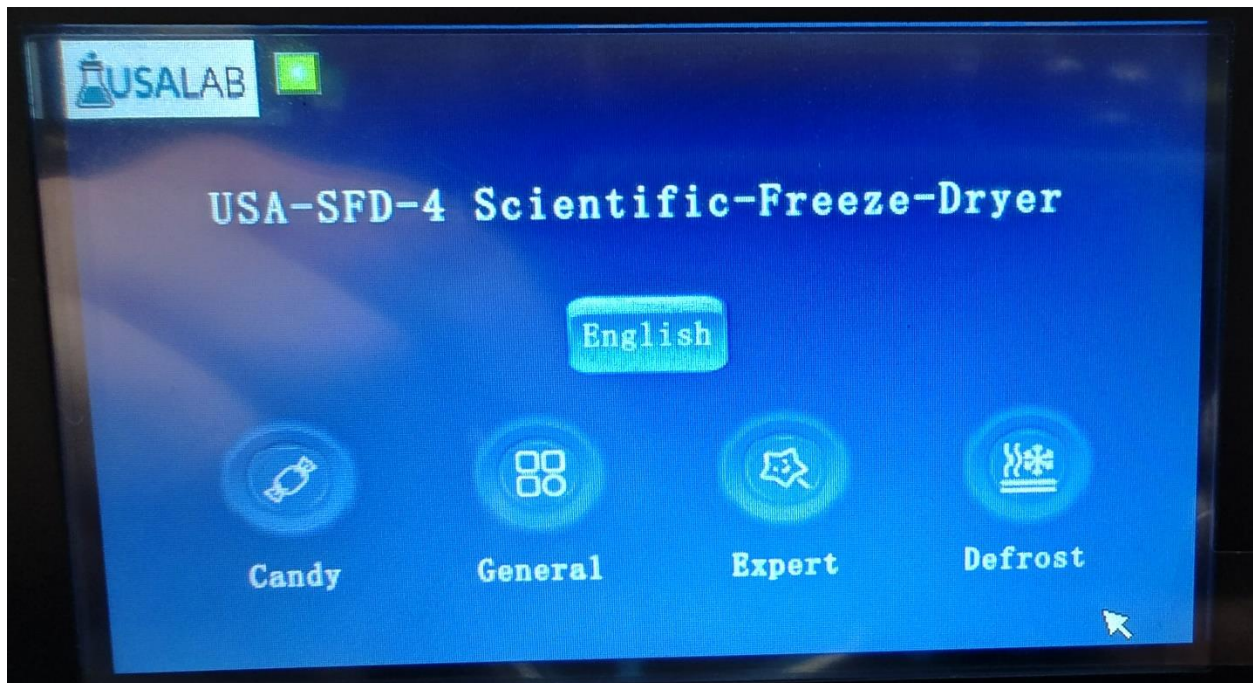 USALAB
USA-SFD-4 Scientific-Freeze-Dryer
English
Candy
General
Expert
Defrost